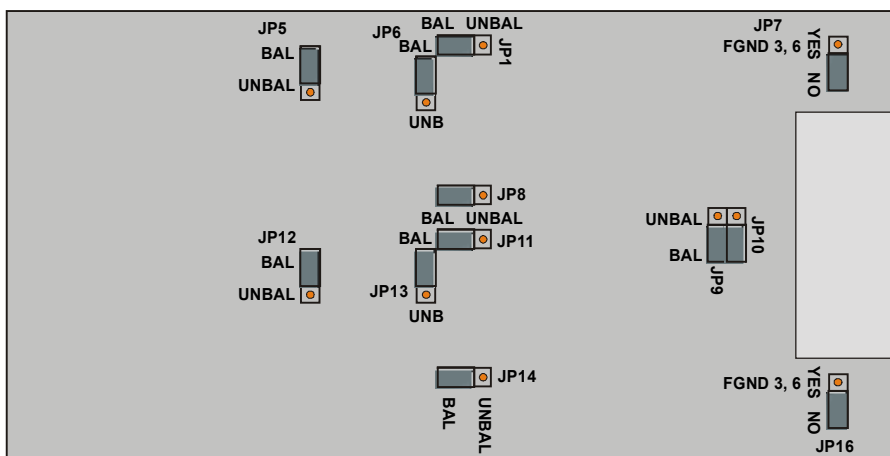 JP5
JP6
BAL UNBAL
JP7
BAL
BAL
JP1
FGND 3, 6
YES
NO
UNBAL
UNB
JP8
BAL UNBAL
JP12
BAL
JP11
UNBAL
JP10
BAL
BAL
JP9
UNBAL
JP13
UNB
JP14
BAL
UNBAL
FGND 3, 6
YES
NO
JP16